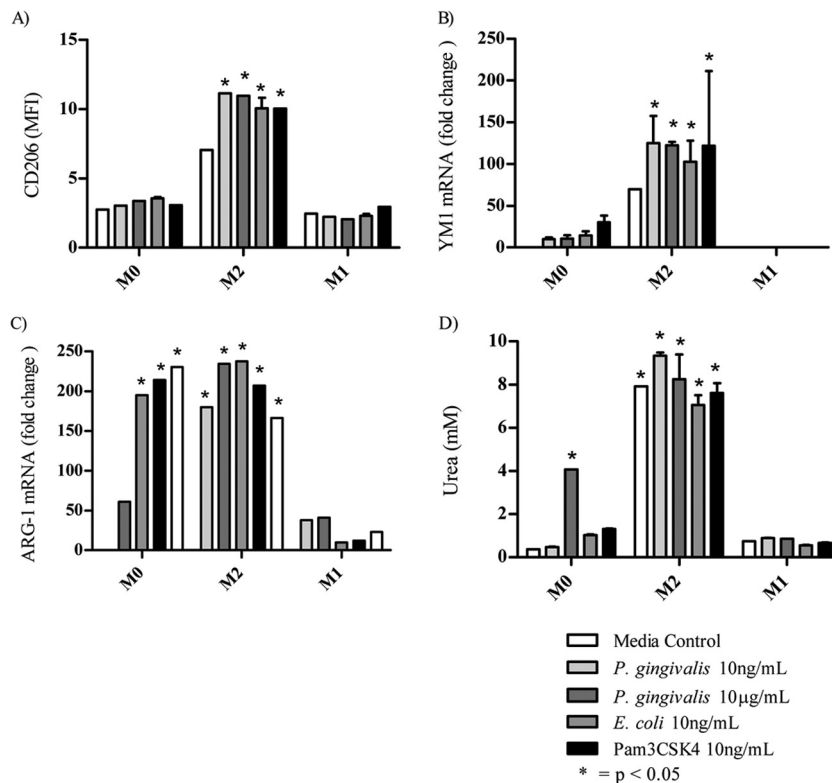 A)
CD206 (MFI)
15
10
5
0
* * * *
M0
M2
M1
B)
YM1 mRNA (fold change )
250
200
150
100
50
0
* * * *
M0
M2
M1
C)
ARG-1 mRNA (fold change )
250
200
150
100
50
0
* * * * * * * *
M0
M2
M1
D)
Urea (mM)
10
8
6
4
2
0
* * * * * *
M0
M2
M1
Media Control
P. gingivalis 10ng/mL
P. gingivalis 10μg/mL
E. coli 10ng/mL
Pam3CSK4 10ng/mL
* = p < 0.05